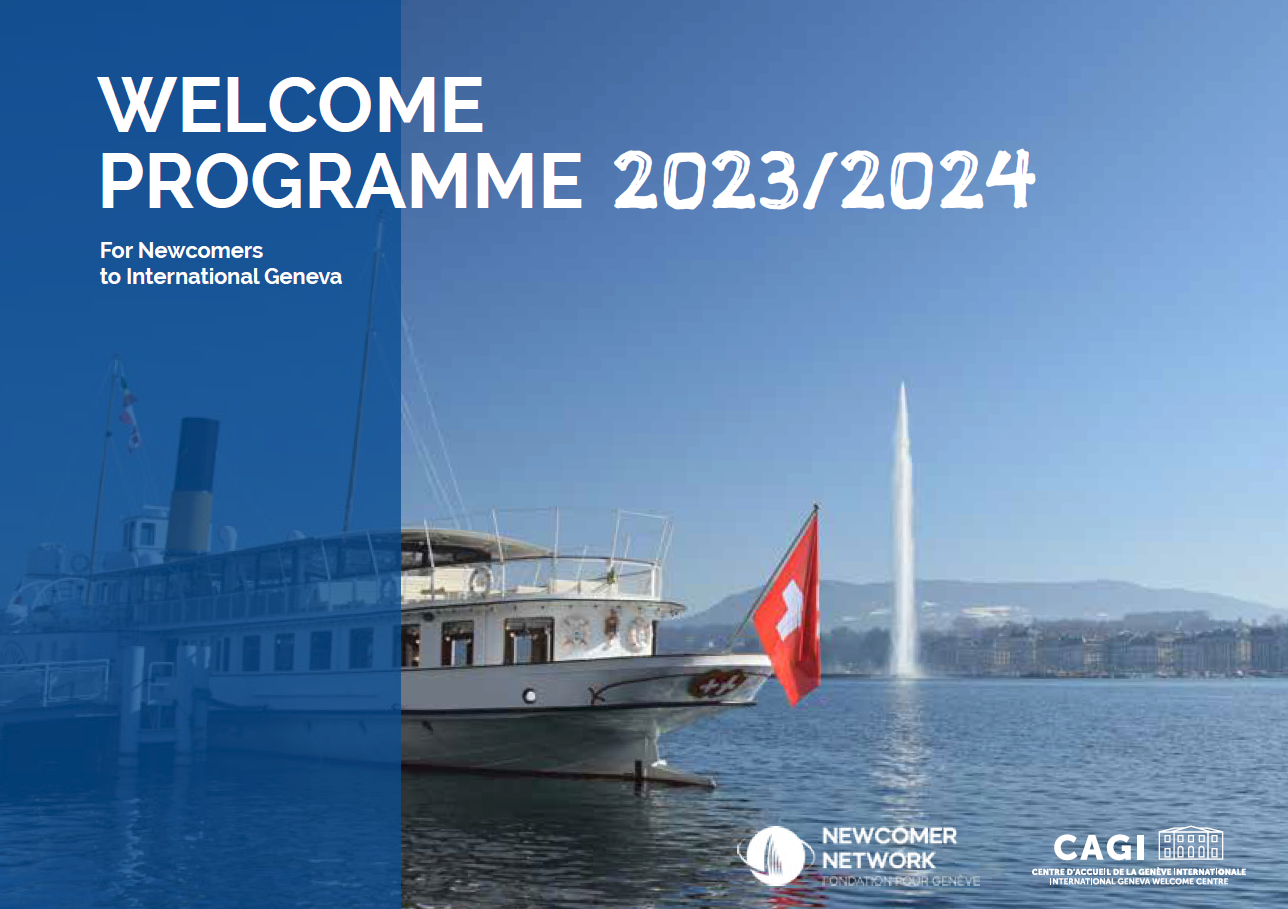 WELCOME
PROGRAMME 2023/2024
For Newcomers
to International Geneva
NEWCOMER
NETWORK
FONDATION POUR GENÈVE
CAGI
CENTRE D'ACCUEIL DE LA GENÈVE INTERNATIONALE
INTERNATIONAL GENEVA WELCOME CENTRE